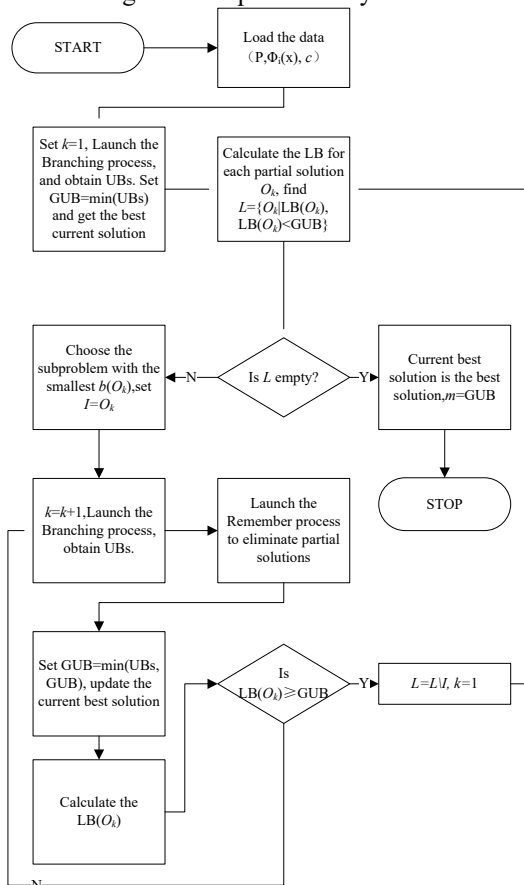 START
Load the data
(P,Φᵢ(x), c)
Set k=1, Launch the
Branching process,
and obtain UBs. Set
GUB=min(UBs)
and get the best
current solution
Calculate the LB for
each partial solution
Oₖ, find
L={Oₖ|LB(Oₖ),
LB(Oₖ)<GUB}
Choose the
subproblem with the
smallest b(Oₖ),set
I=Oₖ
N
Is L empty?
Y
Current best
solution is the best
solution,m=GUB
STOP
k=k+1,Launch the
Branching process,
obtain UBs.
Launch the
Remember process
to eliminate partial
solutions
Set GUB=min(UBs,
GUB), update the
current best solution
Is
LB(Oₖ)≥GUB
Y
L=L\I, k=1
Calculate the
LB(Oₖ)
N